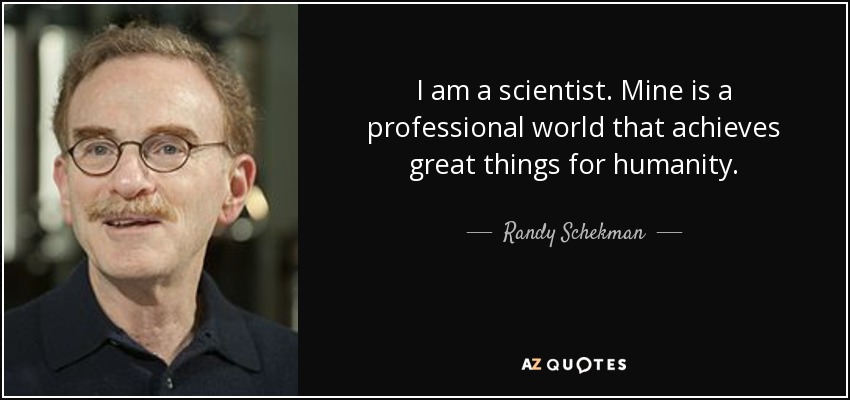 I am a scientist. Mine is a
professional world that achieves
great things for humanity.
Randy Schekman
AZ QUOTES